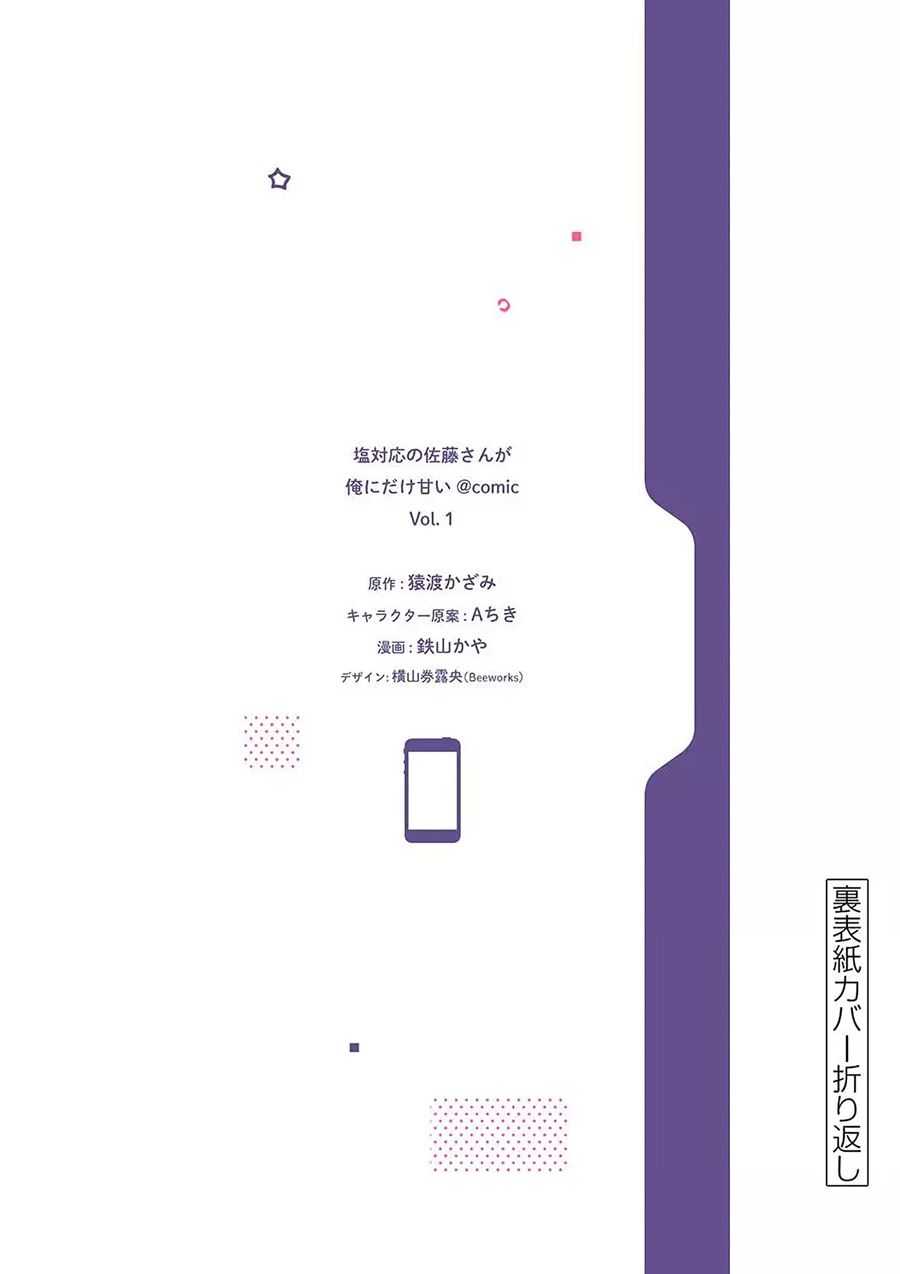 塩対応の佐藤さんが
俺にだけ甘い @comic
Vol. 1
原作 : 猿渡かざみ
キャラクター原案 : Aちき
漫画 : 鉄山かや
デザイン : 横山券露央(Beeworks)
裏表紙カバー折り返し